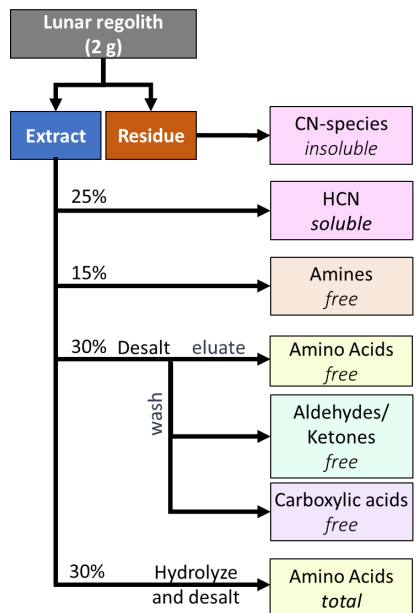 Lunar regolith
(2 g)
Extract
Residue
CN-species
insoluble
25%
HCN
soluble
15%
Amines
free
30%
Desalt
eluate
Amino Acids
free
wash
Aldehydes/
Ketones
free
Carboxylic acids
free
30%
Hydrolyze
and desalt
Amino Acids
total